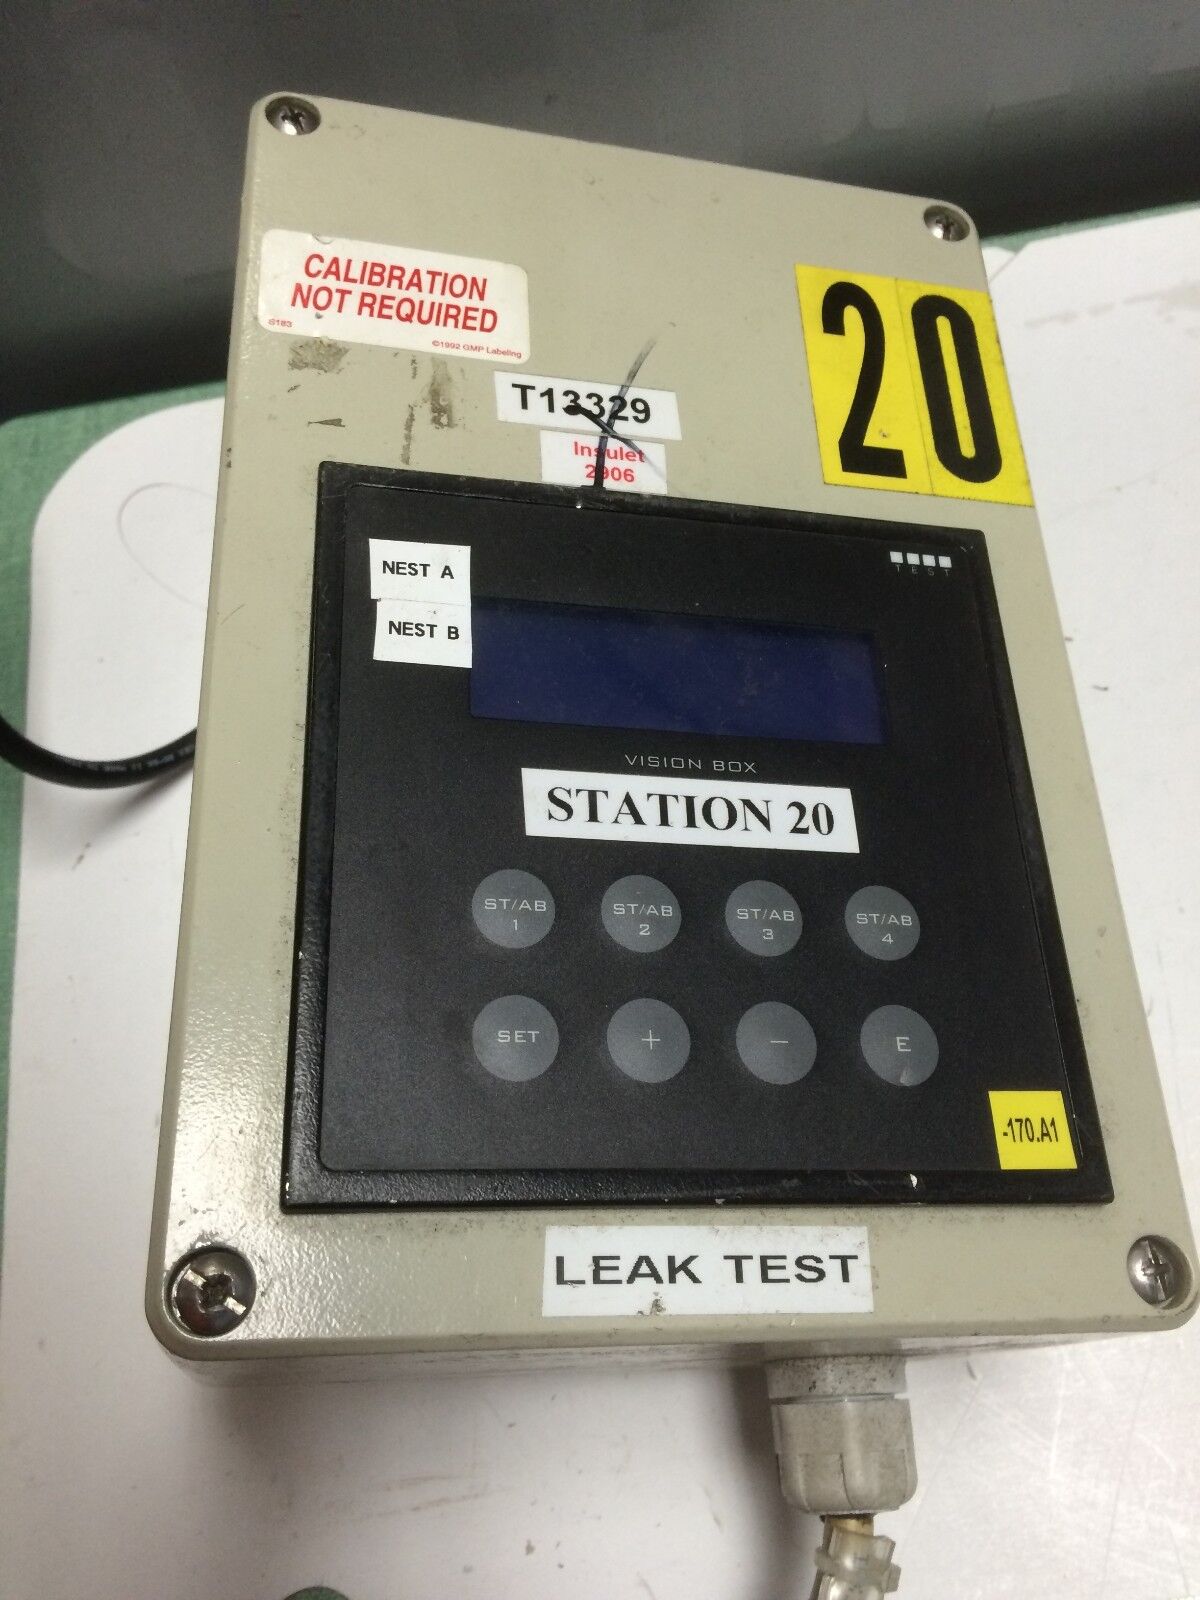 CALIBRATION
NOT REQUIRED
S183
©1992 GMP Labeling
20
T13329
Insulet
2906
NEST A
TEST
NEST B
VISION BOX
STATION 20
ST/AB 1
ST/AB 2
ST/AB 3
ST/AB 4
SET
+
-
E
-170.A1
LEAK TEST